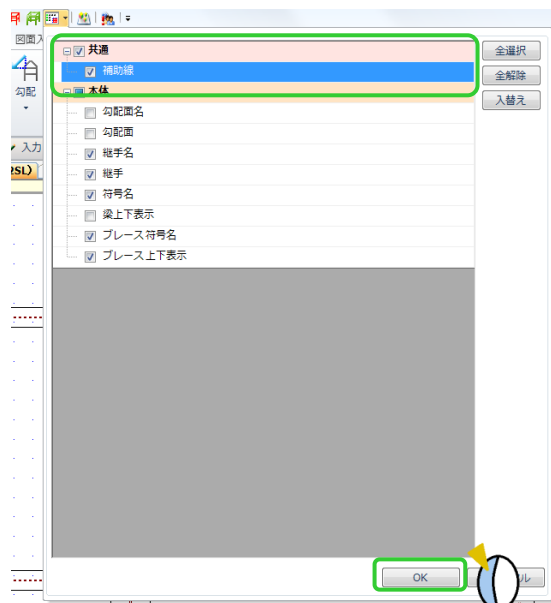 図面入
勾配
入力
RSL)
共通
補助線
本体
勾配面名
勾配面
継手名
継手
符号名
梁上下表示
ブレース符号名
ブレース上下表示
全選択
全解除
入替え
OK
ル